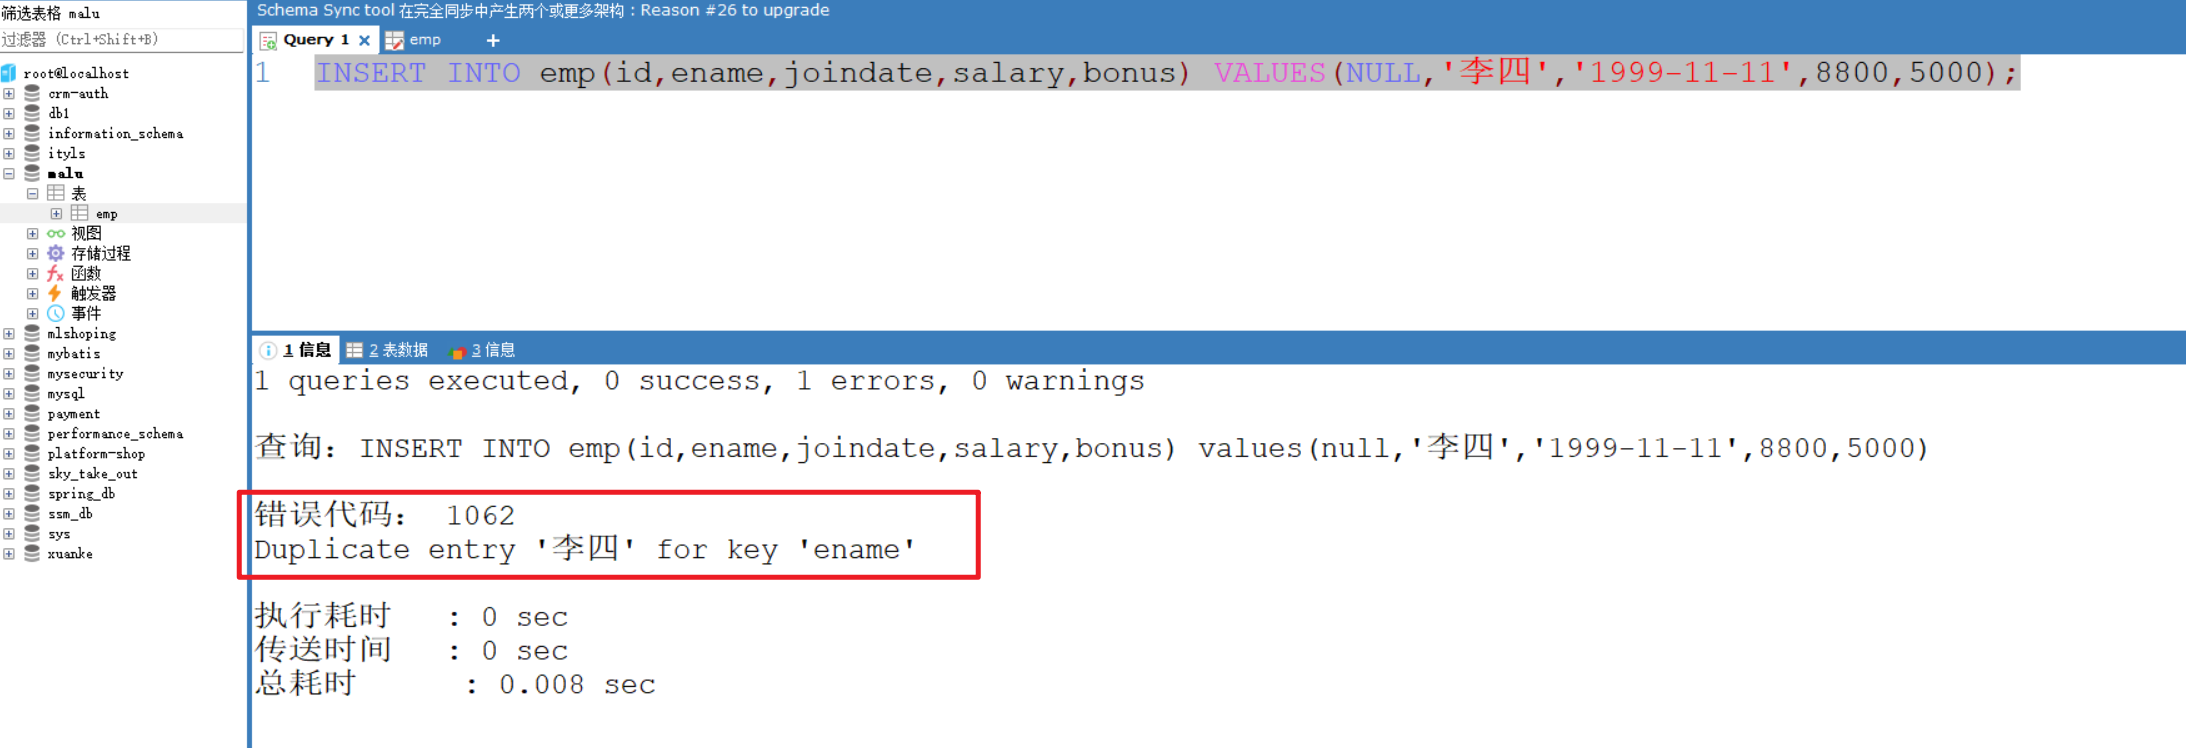 筛选表格 malu
过滤器 (Ctrl+Shift+B)
root@localhost
crm-auth
db1
information_schema
ityls
malu
表
emp
视图
存储过程
函数
触发器
事件
mlshoping
mybatis
mysecurity
mysql
payment
performance_schema
platform-shop
sky_take_out
spring_db
ssm_db
sys
xuanke
Schema Sync tool 在完全同步中产生两个或更多架构：Reason #26 to upgrade
Query 1 × emp +
1 INSERT INTO emp(id,ename,joindate,salary,bonus) VALUES(NULL,'李四','1999-11-11',8800,5000);
1 信息 2 表数据 3 信息
1 queries executed, 0 success, 1 errors, 0 warnings
查询：INSERT INTO emp(id,ename,joindate,salary,bonus) values(null,'李四','1999-11-11',8800,5000)
错误代码： 1062
Duplicate entry '李四' for key 'ename'
执行耗时 : 0 sec
传送时间 : 0 sec
总耗时 : 0.008 sec